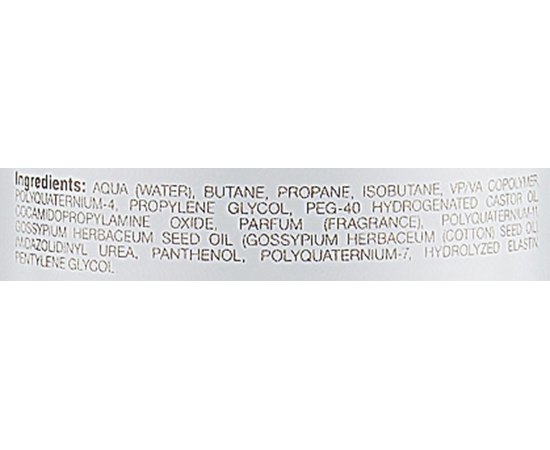 Ingredients: AQUA (WATER), BUTANE, PROPANE, ISOBUTANE, VP/VA COPOLYMER,
POLYQUATERNIUM-4, PROPYLENE GLYCOL, PEG-40 HYDROGENATED CASTOR OIL,
COCAMIDOPROPYLAMINE OXIDE, PARFUM (FRAGRANCE), POLYQUATERNIUM-11,
GOSSYPIUM HERBACEUM SEED OIL (GOSSYPIUM HERBACEUM (COTTON) SEED OIL)
IMIDAZOLIDINYL UREA, PANTHENOL, POLYQUATERNIUM-7, HYDROLYZED ELASTIN,
PENTYLENE GLYCOL.